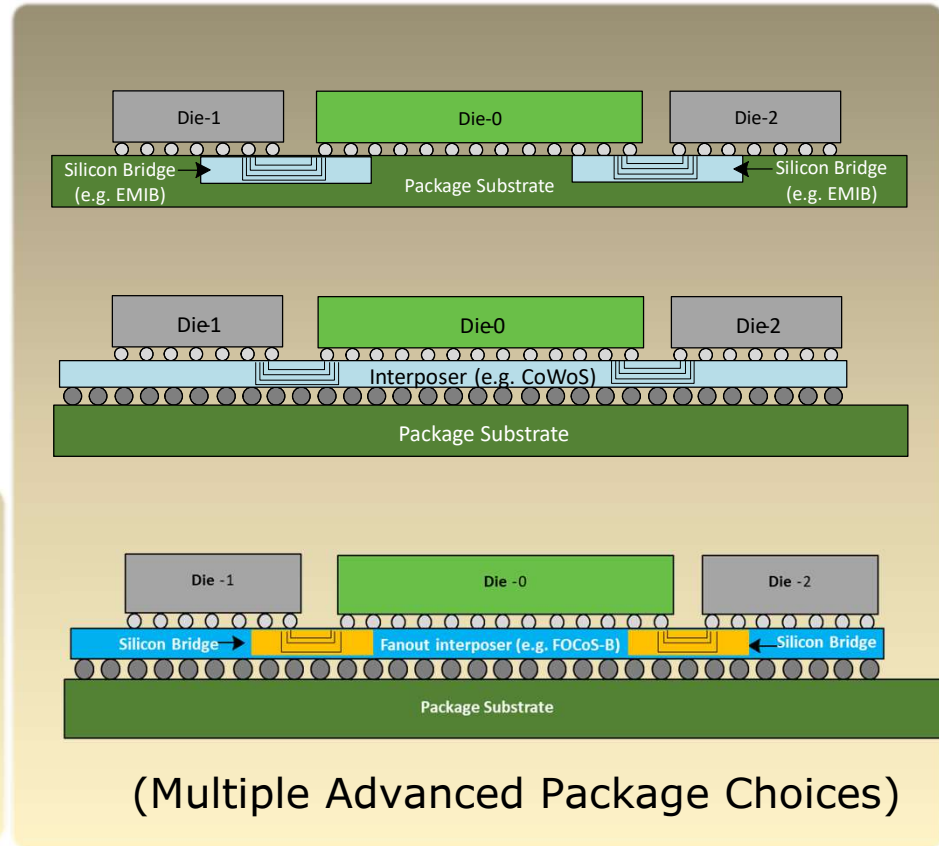 Die-1
Die-0
Die-2
Silicon Bridge
(e.g. EMIB)
Package Substrate
Silicon Bridge
(e.g. EMIB)
Die-1
Die-0
Die-2
Interposer (e.g. CoWoS)
Package Substrate
Die -1
Die -0
Die -2
Silicon Bridge
Fanout interposer (e.g. FOCoS-B)
Silicon Bridge
Package Substrate
(Multiple Advanced Package Choices)